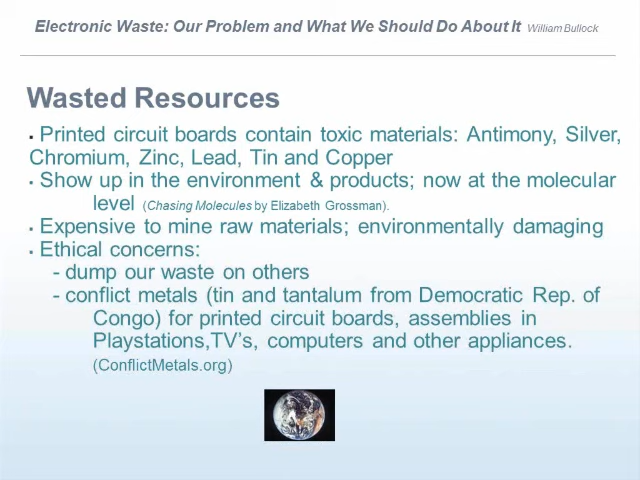 Electronic Waste: Our Problem and What We Should Do About It William Bullock
Wasted Resources
▪ Printed circuit boards contain toxic materials: Antimony, Silver,
Chromium, Zinc, Lead, Tin and Copper
▪ Show up in the environment & products; now at the molecular
level (Chasing Molecules by Elizabeth Grossman).
▪ Expensive to mine raw materials; environmentally damaging
▪ Ethical concerns:
- dump our waste on others
- conflict metals (tin and tantalum from Democratic Rep. of
Congo) for printed circuit boards, assemblies in
Playstations,TV's, computers and other appliances.
(ConflictMetals.org)